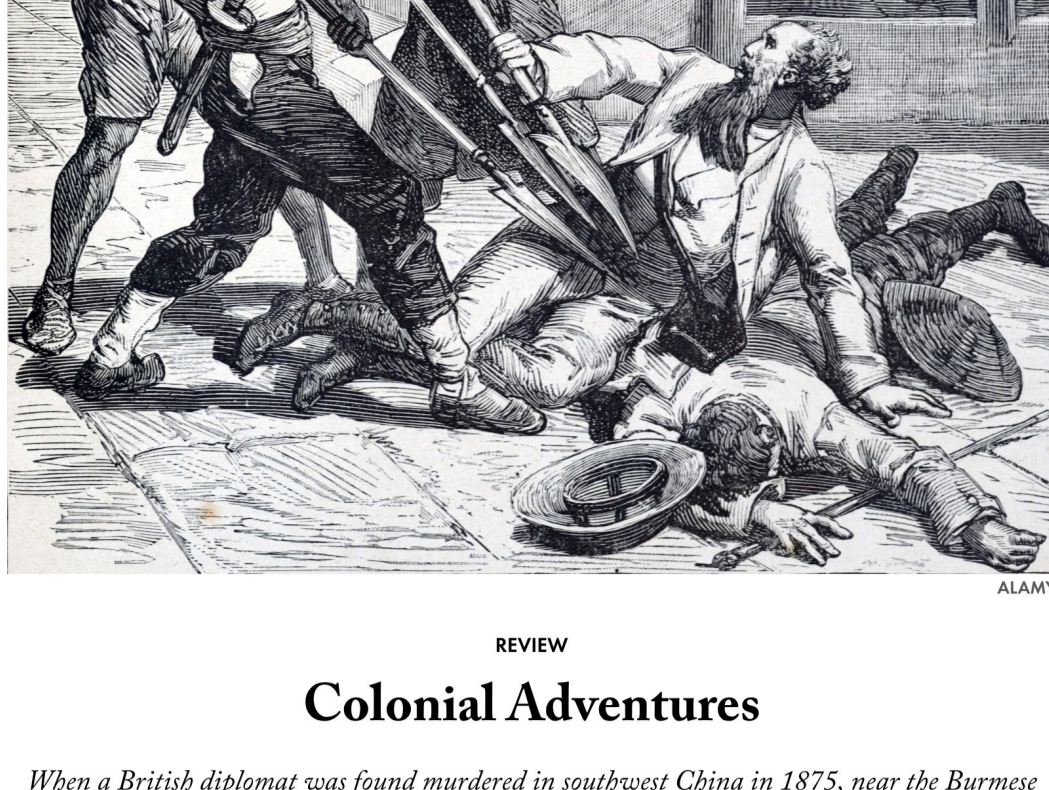 ALAMY
REVIEW
Colonial Adventures
When a British diplomat was found murdered in southwest China in 1875, near the Burmese